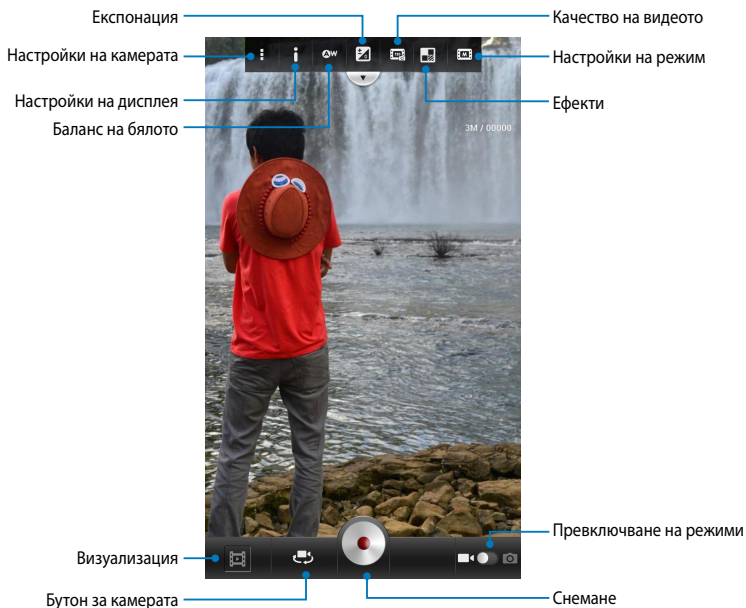 Експонация
Качество на видеото
Настройки на камерата
Настройки на режим
Настройки на дисплея
Ефекти
Баланс на бялото
3M / 00000
Превключване на режими
Визуализация
Бутон за камерата
Снемане